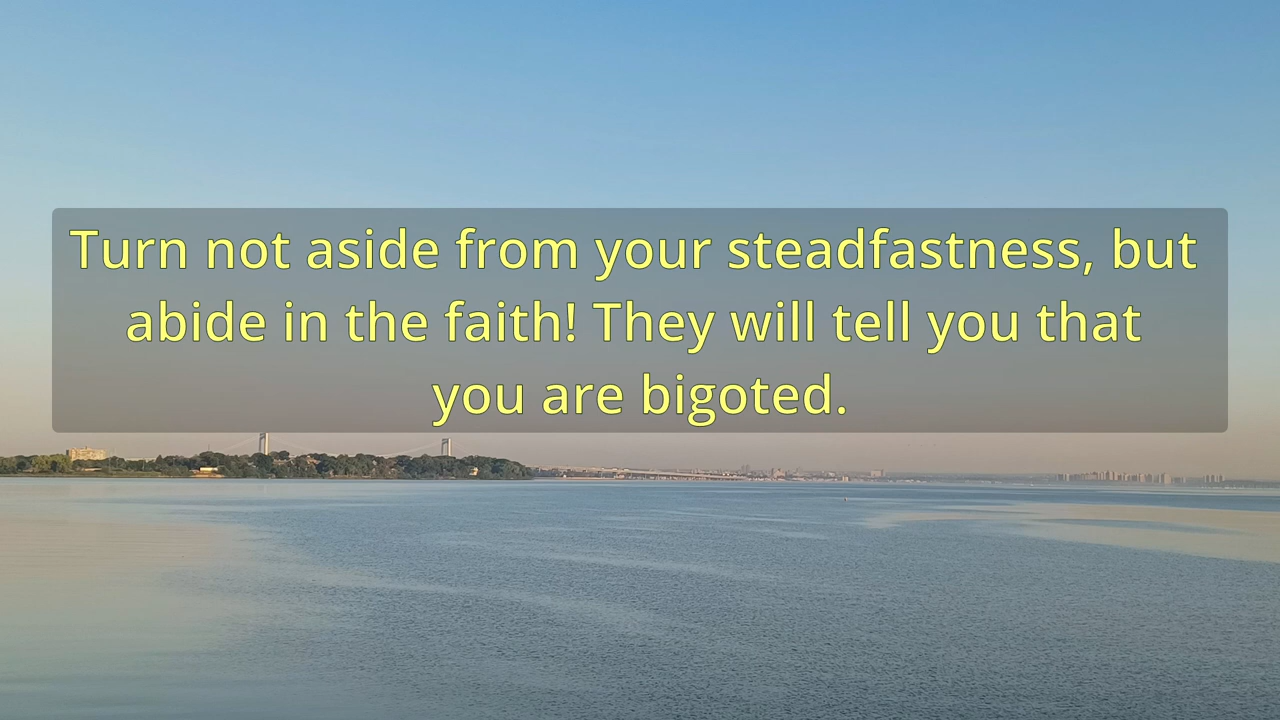 Turn not aside from your steadfastness, but
abide in the faith! They will tell you that
you are bigoted.